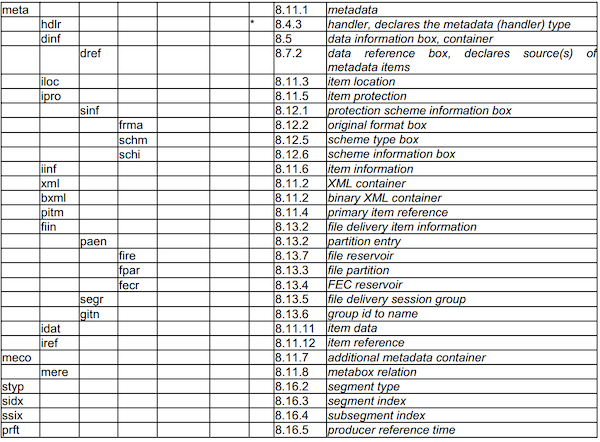 meta 8.11.1 metadata
hdlr * 8.4.3 handler, declares the metadata (handler) type
dinf 8.5 data information box, container
dref 8.7.2 data reference box, declares source(s) of
metadata items
iloc 8.11.3 item location
ipro 8.11.5 item protection
sinf 8.12.1 protection scheme information box
frma 8.12.2 original format box
schm 8.12.5 scheme type box
schi 8.12.6 scheme information box
iinf 8.11.6 item information
xml 8.11.2 XML container
bxml 8.11.2 binary XML container
pitm 8.11.4 primary item reference
fiin 8.13.2 file delivery item information
paen 8.13.2 partition entry
fire 8.13.7 file reservoir
fpar 8.13.3 file partition
fecr 8.13.4 FEC reservoir
segr 8.13.5 file delivery session group
gitn 8.13.6 group id to name
idat 8.11.11 item data
iref 8.11.12 item reference
meco 8.11.7 additional metadata container
mere 8.11.8 metabox relation
styp 8.16.2 segment type
sidx 8.16.3 segment index
ssix 8.16.4 subsegment index
prft 8.16.5 producer reference time